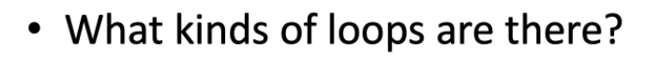 • What kinds of loops are there?